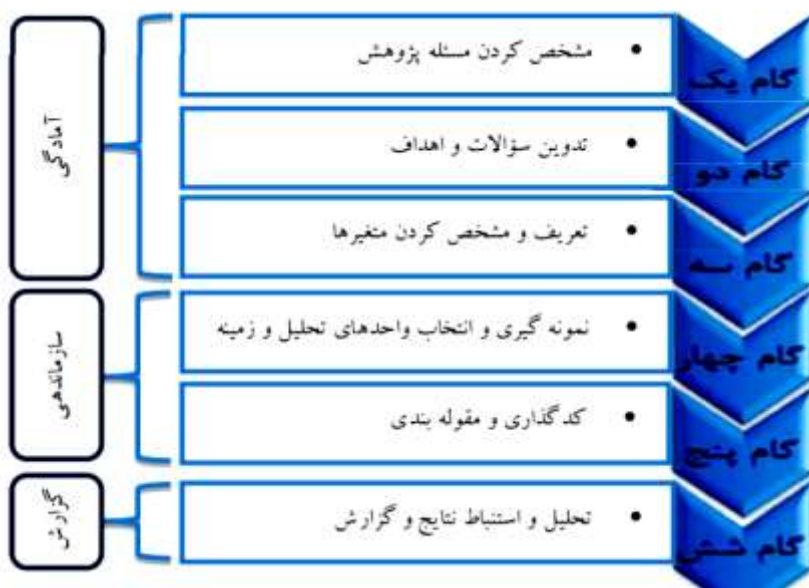 آمادگی
گام یک
مشخص کردن مسئله پژوهش
گام دو
تدوین سؤالات و اهداف
گام سه
تعریف و مشخص کردن متغیرها
سازماندهی
گام چهار
نمونه گیری و انتخاب واحدهای تحلیل و زمینه
گام پنج
کدگذاری و مقوله بندی
گزارش
گام شش
تحلیل و استنباط نتایج و گزارش